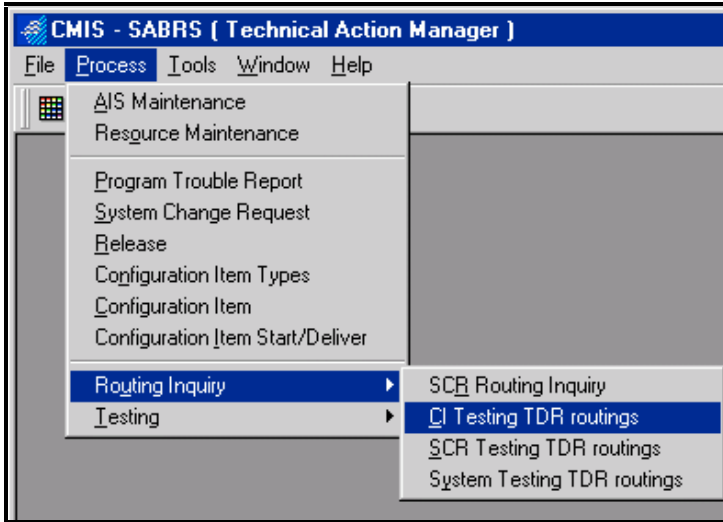 CMIS - SABRS ( Technical Action Manager )
File Process Tools Window Help
AIS Maintenance
Resource Maintenance
Program Trouble Report
System Change Request
Release
Configuration Item Types
Configuration Item
Configuration Item Start/Deliver
Routing Inquiry
Testing
SCR Routing Inquiry
CI Testing TDR routings
SCR Testing TDR routings
System Testing TDR routings